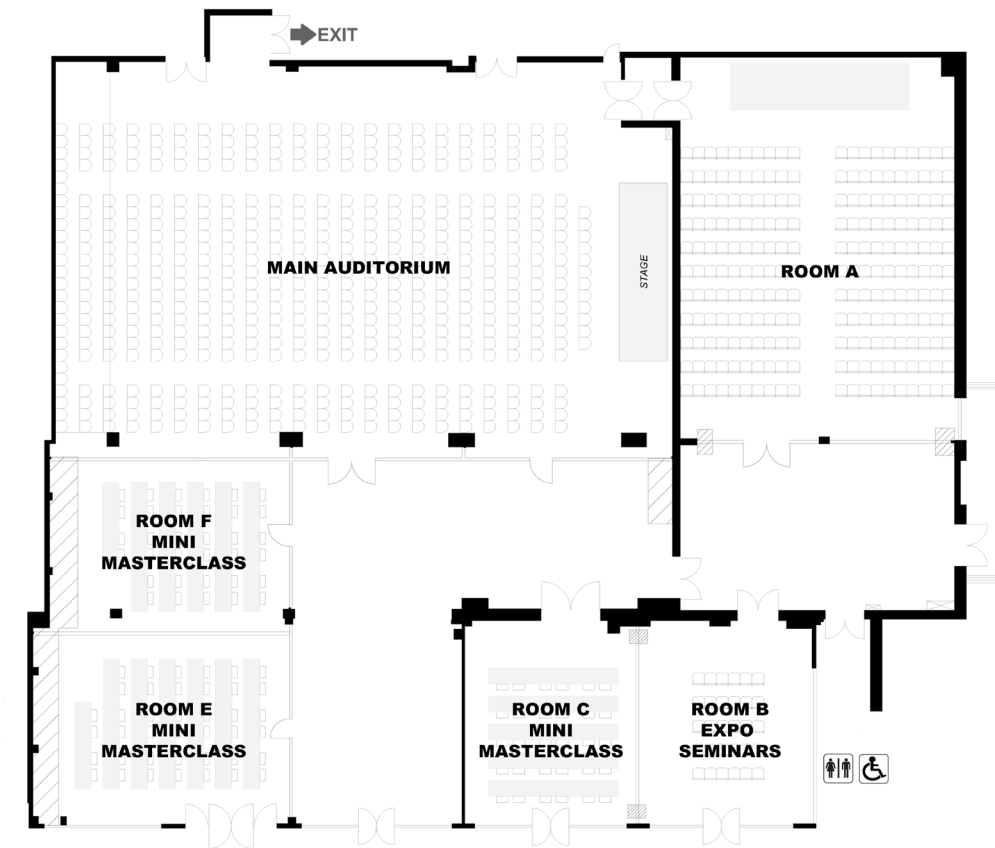 EXIT
MAIN AUDITORIUM
STAGE
ROOM A
ROOM F
MINI
MASTERCLASS
ROOM E
MINI
MASTERCLASS
ROOM C
MINI
MASTERCLASS
ROOM B
EXPO
SEMINARS